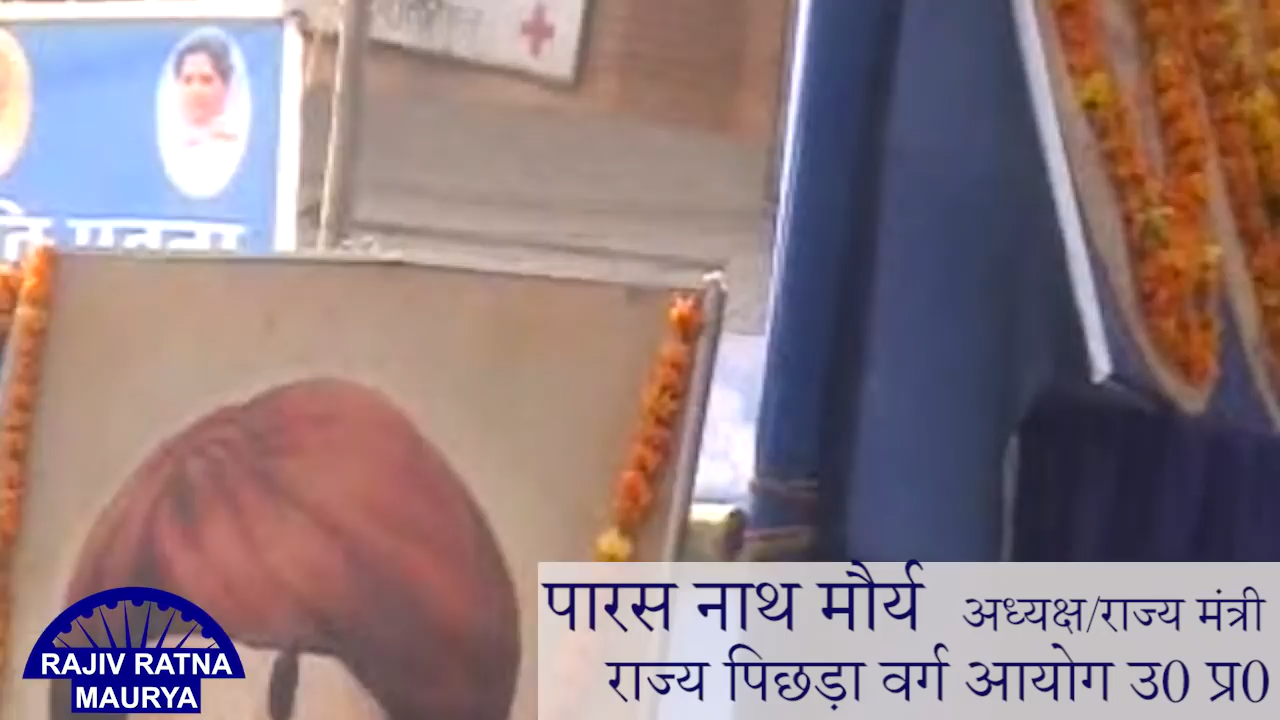 पारस नाथ मौर्य अध्यक्ष/राज्य मंत्री
राज्य पिछड़ा वर्ग आयोग उ0 प्र0
RAJIV RATNA
MAURYA